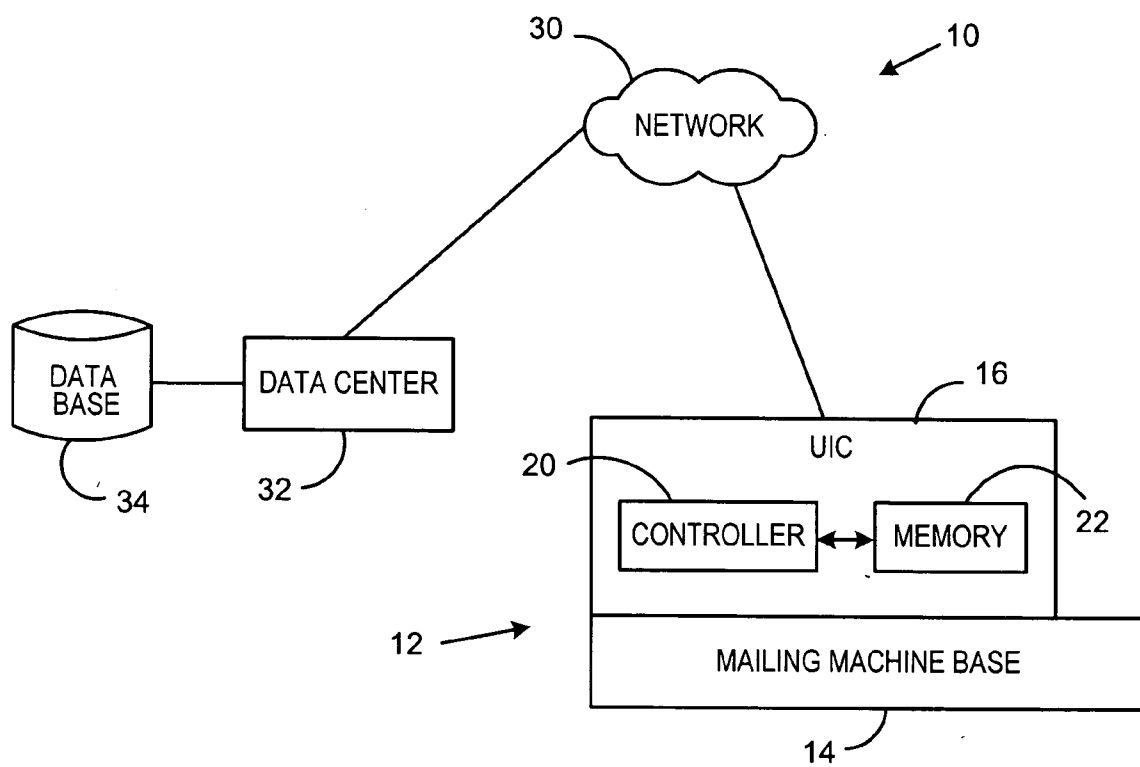 30
10
NETWORK
DATA
BASE
DATA CENTER
34
32
16
UIC
20
22
CONTROLLER
MEMORY
12
MAILING MACHINE BASE
14